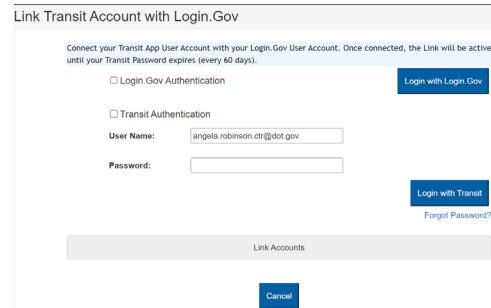 Link Transit Account with Login.Gov
Connect your Transit App User Account with your Login.Gov User Account. Once connected, the Link will be active
until your Transit Password expires (every 60 days).
Login.Gov Authentication
Login with Login.Gov
Transit Authentication
User Name: angela.robinson.ctr@dot.gov
Password:
Login with Transit
Forgot Password?
Link Accounts
Cancel